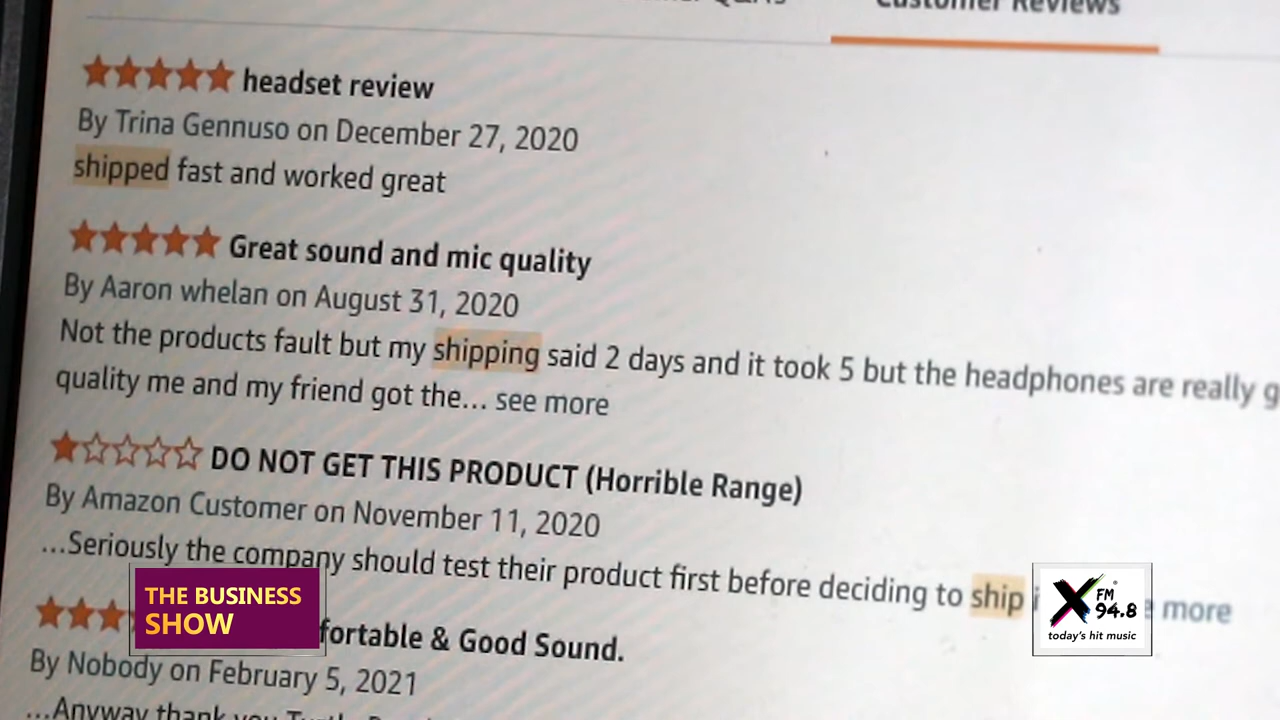 Customer Reviews
headset review
By Trina Gennuso on December 27, 2020
shipped fast and worked great
Great sound and mic quality
By Aaron whelan on August 31, 2020
Not the products fault but my shipping said 2 days and it took 5 but the headphones are really g
quality me and my friend got the... see more
DO NOT GET THIS PRODUCT (Horrible Range)
By Amazon Customer on November 11, 2020
...Seriously the company should test their product first before deciding to ship more
fortable & Good Sound.
By Nobody on February 5, 2021
...Anyway thank you
THE BUSINESS
SHOW
XFM
94.8
today's hit music